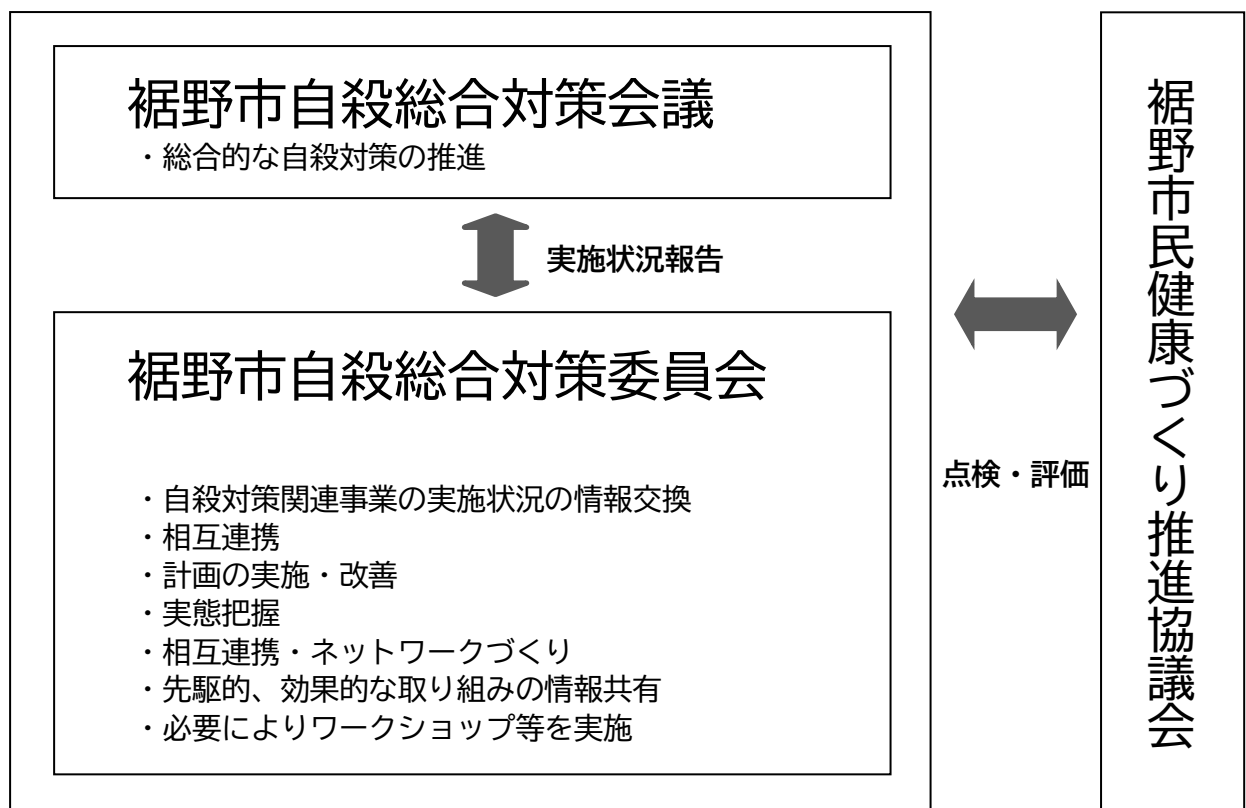 裾野市自殺総合対策会議
・総合的な自殺対策の推進
実施状況報告
裾野市自殺総合対策委員会
・自殺対策関連事業の実施状況の情報交換
・相互連携
・計画の実施・改善
・実態把握
・相互連携・ネットワークづくり
・先駆的、効果的な取り組みの情報共有
・必要によりワークショップ等を実施
点検・評価
裾野市民健康づくり推進協議会